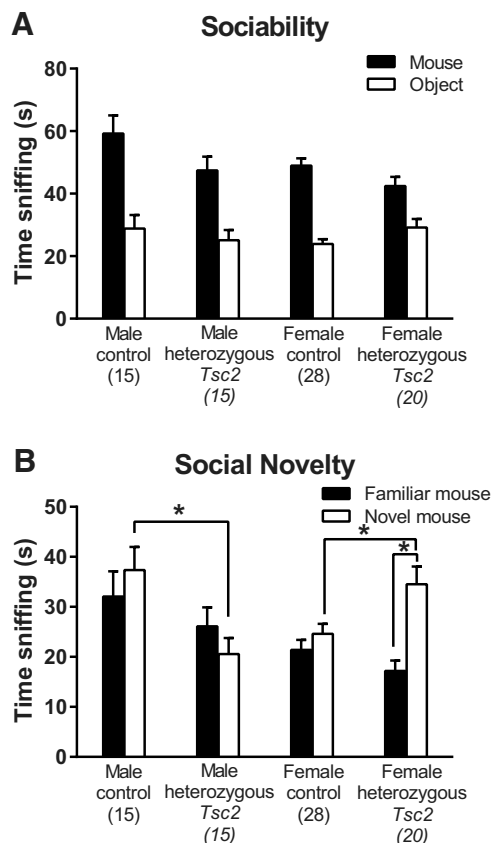 A
Sociability
Mouse
Object
Time sniffing (s)
80
60
40
20
0
Male
control
(15)
Male
heterozygous
Tsc2
(15)
Female
control
(28)
Female
heterozygous
Tsc2
(20)
B
Social Novelty
Familiar mouse
Novel mouse
*
*
*
Time sniffing (s)
50
40
30
20
10
0
Male
control
(15)
Male
heterozygous
Tsc2
(15)
Female
control
(28)
Female
heterozygous
Tsc2
(20)